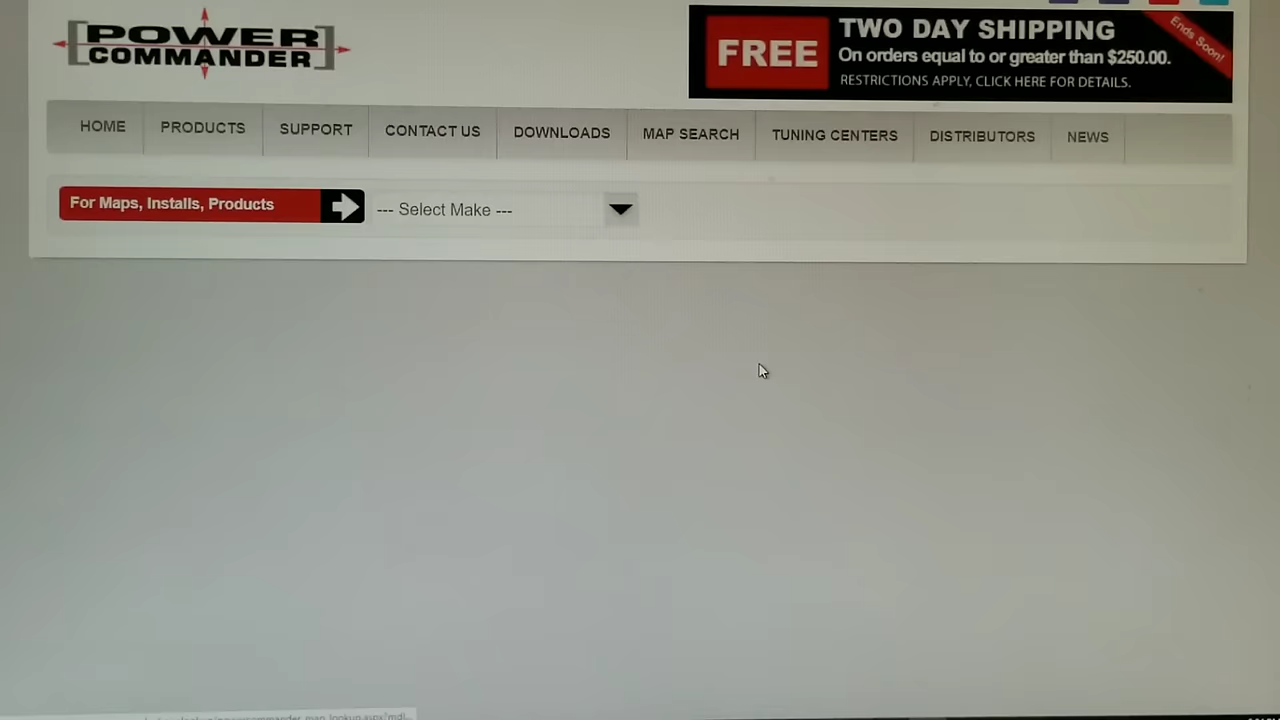 POWER
COMMANDER
FREE
TWO DAY SHIPPING
On orders equal to or greater than $250.00.
RESTRICTIONS APPLY, CLICK HERE FOR DETAILS.
Ends Soon!
HOME PRODUCTS SUPPORT CONTACT US DOWNLOADS MAP SEARCH TUNING CENTERS DISTRIBUTORS NEWS
For Maps, Installs, Products
--- Select Make ---